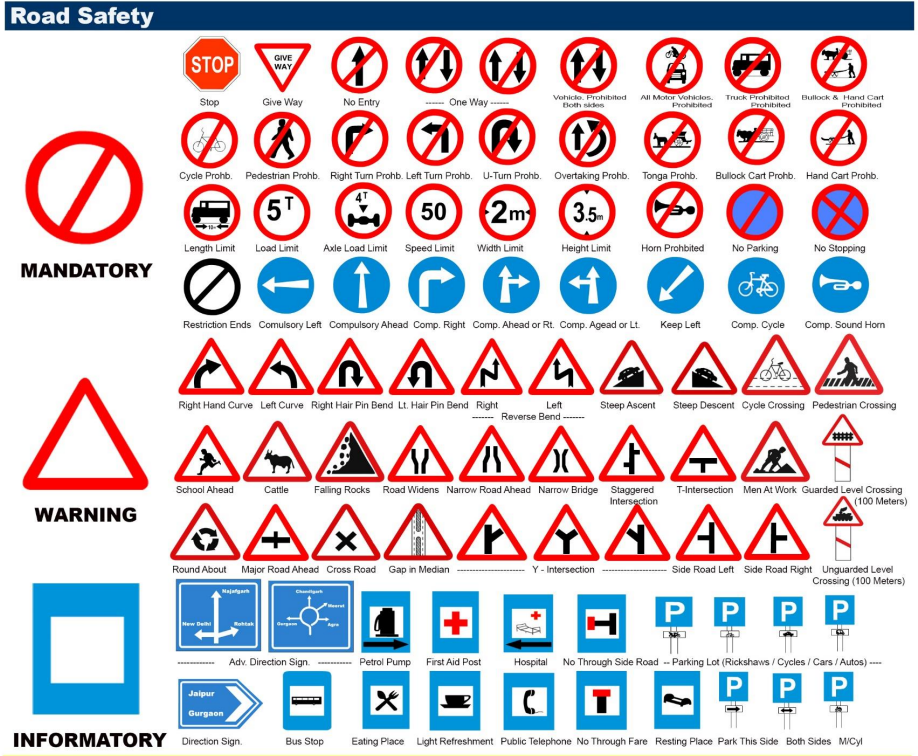 Road Safety
STOP
GIVE
WAY
Stop
Give Way
No Entry
------ One Way ------
Vehicle, Prohibited
Both sides
All Motor Vehicles,
Prohibited
Truck Prohibited
Prohibited
Bullock & Hand Cart
Prohibited
Cycle Prohb.
Pedestrian Prohb.
Right Turn Prohb.
Left Turn Prohb.
U-Turn Prohb.
Overtaking Prohb.
Tonga Prohb.
Bullock Cart Prohb.
Hand Cart Prohb.
MANDATORY
10m
5T
4T
50
2m
3.5m
Length Limit
Load Limit
Axle Load Limit
Speed Limit
Width Limit
Height Limit
Horn Prohbited
No Parking
No Stopping
Restriction Ends
Comulsory Left
Compulsory Ahead
Comp. Right
Comp. Ahead or Rt.
Comp. Agead or Lt.
Keep Left
Comp. Cycle
Comp. Sound Horn
Right Hand Curve
Left Curve
Right Hair Pin Bend
Lt. Hair Pin Bend
Right
Left
------- Reverse Bend -------
Steep Ascent
Steep Descent
Cycle Crossing
Pedestrian Crossing
WARNING
School Ahead
Cattle
Falling Rocks
Road Widens
Narrow Road Ahead
Narrow Bridge
Staggered
Intersection
T-Intersection
Men At Work
Guarded Level Crossing
(100 Meters)
Round About
Major Road Ahead
Cross Road
Gap in Median
-------------------- Y - Intersection --------------------
Side Road Left
Side Road Right
Unguarded Level
Crossing (100 Meters)
Najafgarh
New Delhi
Rohtak
Chandigarh
Meerut
Gurgaon
Agra
P
P
P
P
------------ Adv. Direction Sign. -----------
Petrol Pump
First Aid Post
Hospital
No Through Side Road
-- Parking Lot (Rickshaws / Cycles / Cars / Autos) ----
INFORMATORY
Jaipur
Gurgaon
P
P
P
Direction Sign.
Bus Stop
Eating Place
Light Refreshment
Public Telephone
No Through Fare
Resting Place
Park This Side
Both Sides
M/Cyl